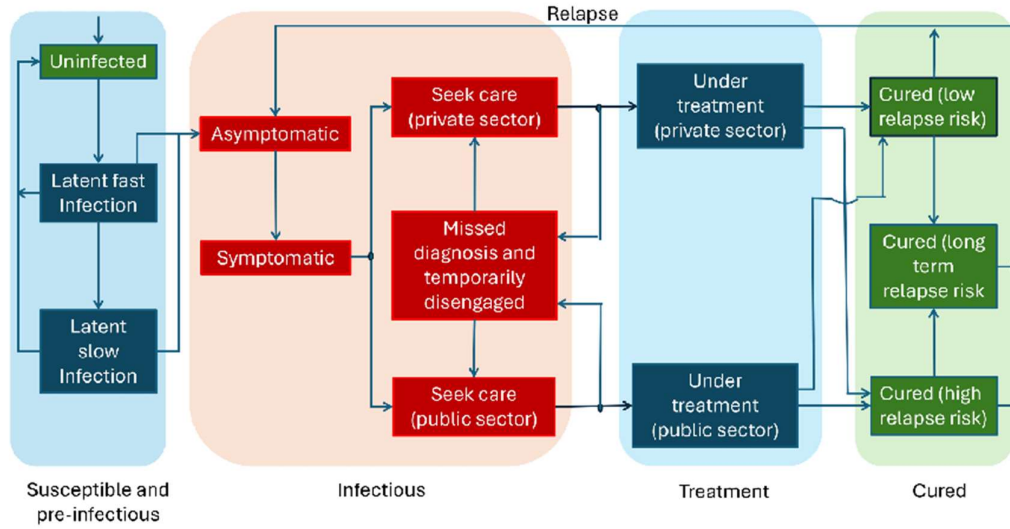 Relapse
Uninfected
Latent fast
Infection
Latent
slow
Infection
Susceptible and
pre-infectious
Asymptomatic
Symptomatic
Seek care
(private sector)
Missed
diagnosis and
temporarily
disengaged
Seek care
(public sector)
Infectious
Under
treatment
(private sector)
Under
treatment
(public sector)
Treatment
Cured (low
relapse risk)
Cured (long
term
relapse risk
Cured (high
relapse risk)
Cured